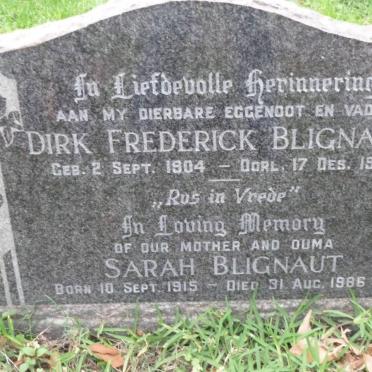 In Liefdevolle Herinnering
AAN MY DIERBARE EGGENOOT EN VAD
DIRK FREDERICK BLIGNA
GEB. 2 SEPT. 1904 – OORL. 17 DES. 19
„Rus in Vrede"
In Loving Memory
OF OUR MOTHER AND OUMA
SARAH BLIGNAUT
BORN 10 SEPT. 1915 – DIED 31 AUG. 1986